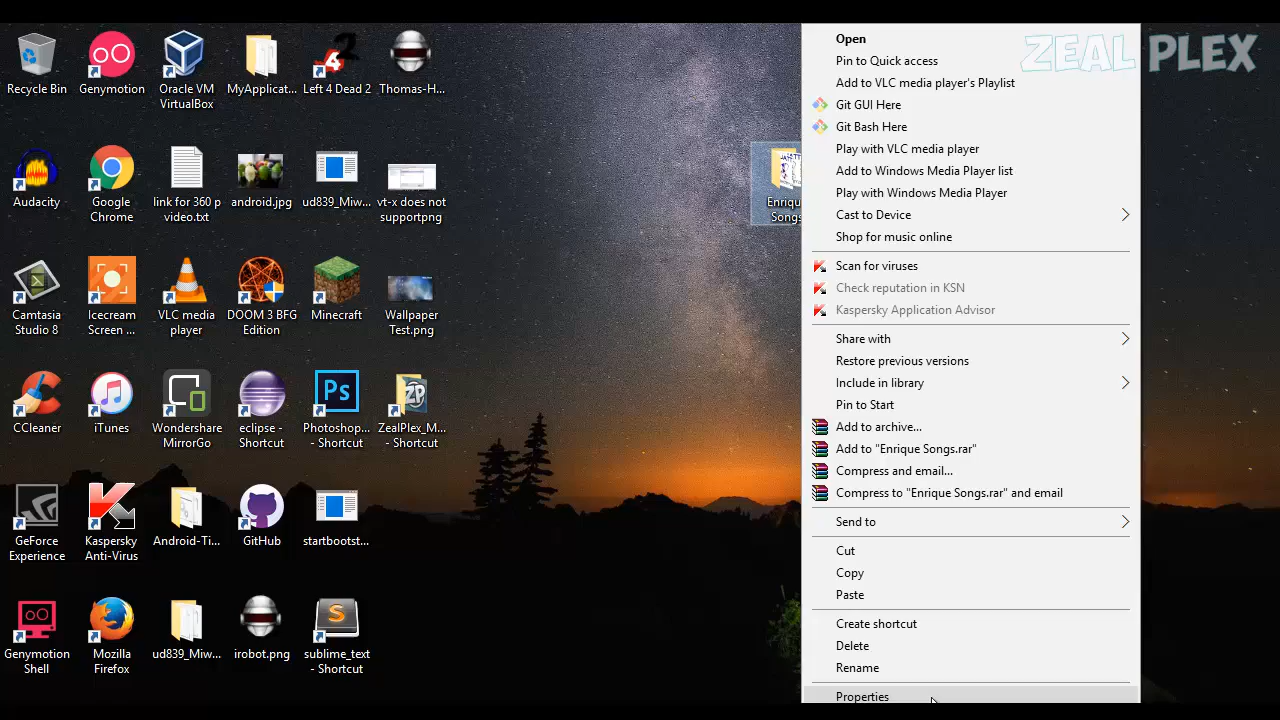 ZEAL PLEX
Recycle Bin
Genymotion
Oracle VM
VirtualBox
MyApplicat...
Left 4 Dead 2
Thomas-H...
Audacity
Google
Chrome
link for 360 p
video.txt
android.jpg
ud839_Miw...
vt-x does not
supportpng
Camtasia
Studio 8
Icecream
Screen ...
VLC media
player
DOOM 3 BFG
Edition
Minecraft
Wallpaper
Test.png
CCleaner
iTunes
Wondershare
MirrorGo
eclipse -
Shortcut
Ps
Photoshop...
- Shortcut
ZP
ZealPlex_M...
- Shortcut
GeForce
Experience
Kaspersky
Anti-Virus
Android-Ti...
GitHub
startbootst...
Genymotion
Shell
Mozilla
Firefox
ud839_Miw...
irobot.png
S
sublime_text
- Shortcut
Songs
Open
Pin to Quick access
Add to VLC media player's Playlist
Git GUI Here
Git Bash Here
Play with VLC media player
Add to Windows Media Player list
Play with Windows Media Player
Cast to Device
Shop for music online
Scan for viruses
Check reputation in KSN
Kaspersky Application Advisor
Share with
Restore previous versions
Include in library
Pin to Start
Add to archive...
Add to "Enrique Songs.rar"
Compress and email...
Compress to "Enrique Songs.rar" and email
Send to
Cut
Copy
Paste
Create shortcut
Delete
Rename
Properties